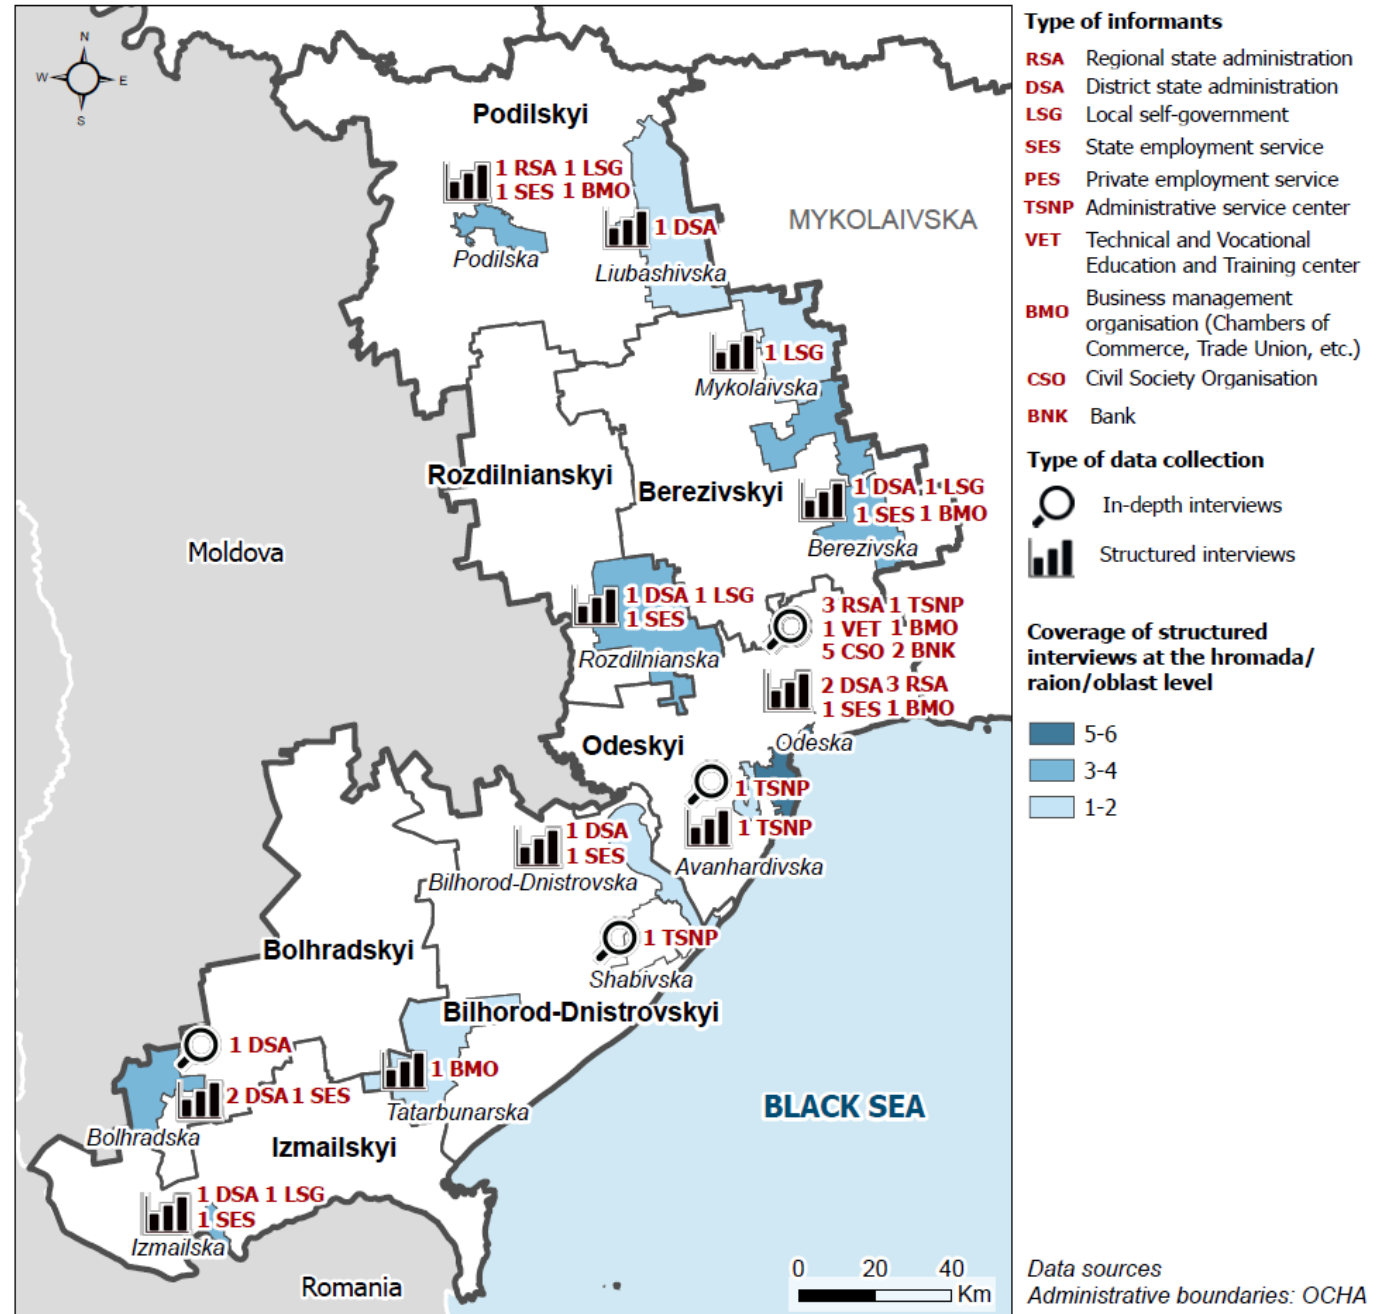 N
W
E
S
Podilskyi
1 RSA 1 LSG
1 SES 1 BMO
Podilska
1 DSA
Liubashivska
MYKOLAIVSKA
1 LSG
Mykolaivska
Rozdilnianskyi
Berezivskyi
1 DSA 1 LSG
1 SES 1 BMO
Berezivska
Moldova
1 DSA 1 LSG
1 SES
Rozdilnianska
3 RSA 1 TSNP
1 VET 1 BMO
5 CSO 2 BNK
2 DSA 3 RSA
1 SES 1 BMO
Odeska
Odeskyi
1 TSNP
1 TSNP
Avanhardivska
1 DSA
1 SES
Bilhorod-Dnistrovska
1 TSNP
Shabivska
Bolhradskyi
Bilhorod-Dnistrovskyi
1 DSA
2 DSA 1 SES
Bolhradska
1 BMO
Tatarbunarska
BLACK SEA
Izmailskyi
1 DSA 1 LSG
1 SES
Izmailska
Romania
0 20 40
Km
Type of informants
RSA Regional state administration
DSA District state administration
LSG Local self-government
SES State employment service
PES Private employment service
TSNP Administrative service center
VET Technical and Vocational
Education and Training center
BMO Business management
organisation (Chambers of
Commerce, Trade Union, etc.)
CSO Civil Society Organisation
BNK Bank
Type of data collection
In-depth interviews
Structured interviews
Coverage of structured
interviews at the hromada/
raion/oblast level
5-6
3-4
1-2
Data sources
Administrative boundaries: OCHA